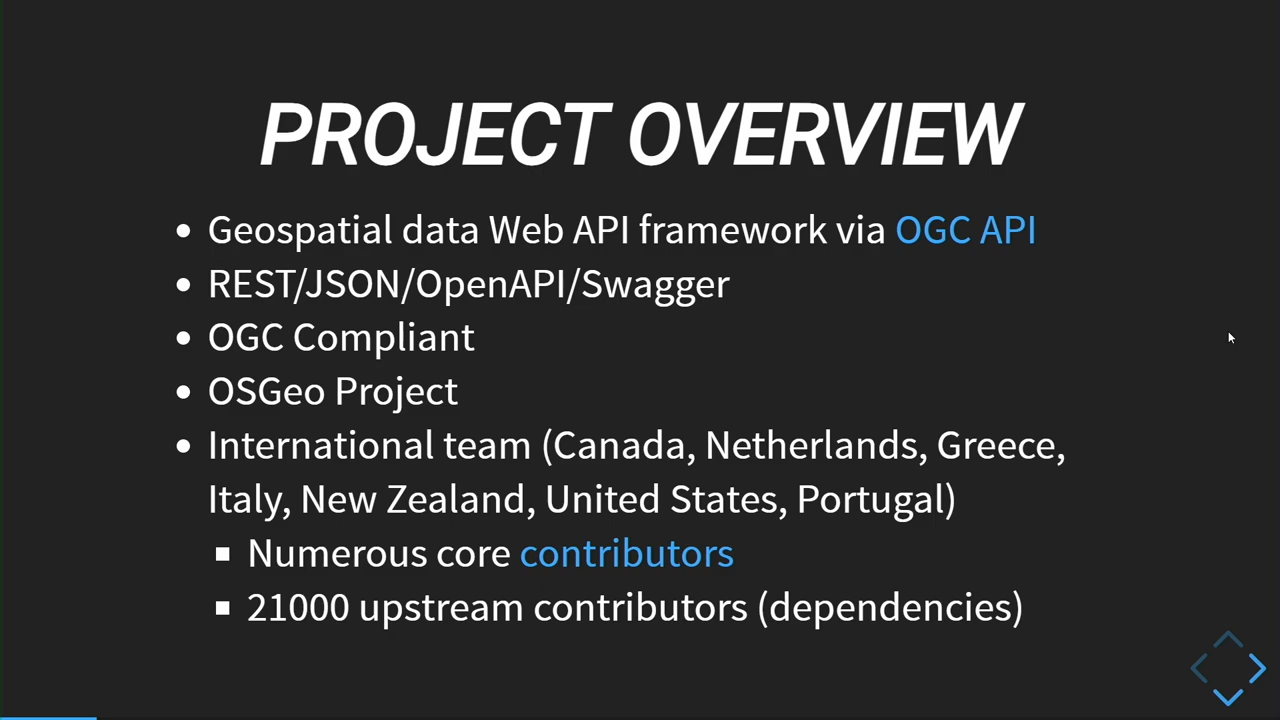 PROJECT OVERVIEW
Geospatial data Web API framework via OGC API
REST/JSON/OpenAPI/Swagger
OGC Compliant
OSGeo Project
International team (Canada, Netherlands, Greece,
Italy, New Zealand, United States, Portugal)
Numerous core contributors
21000 upstream contributors (dependencies)